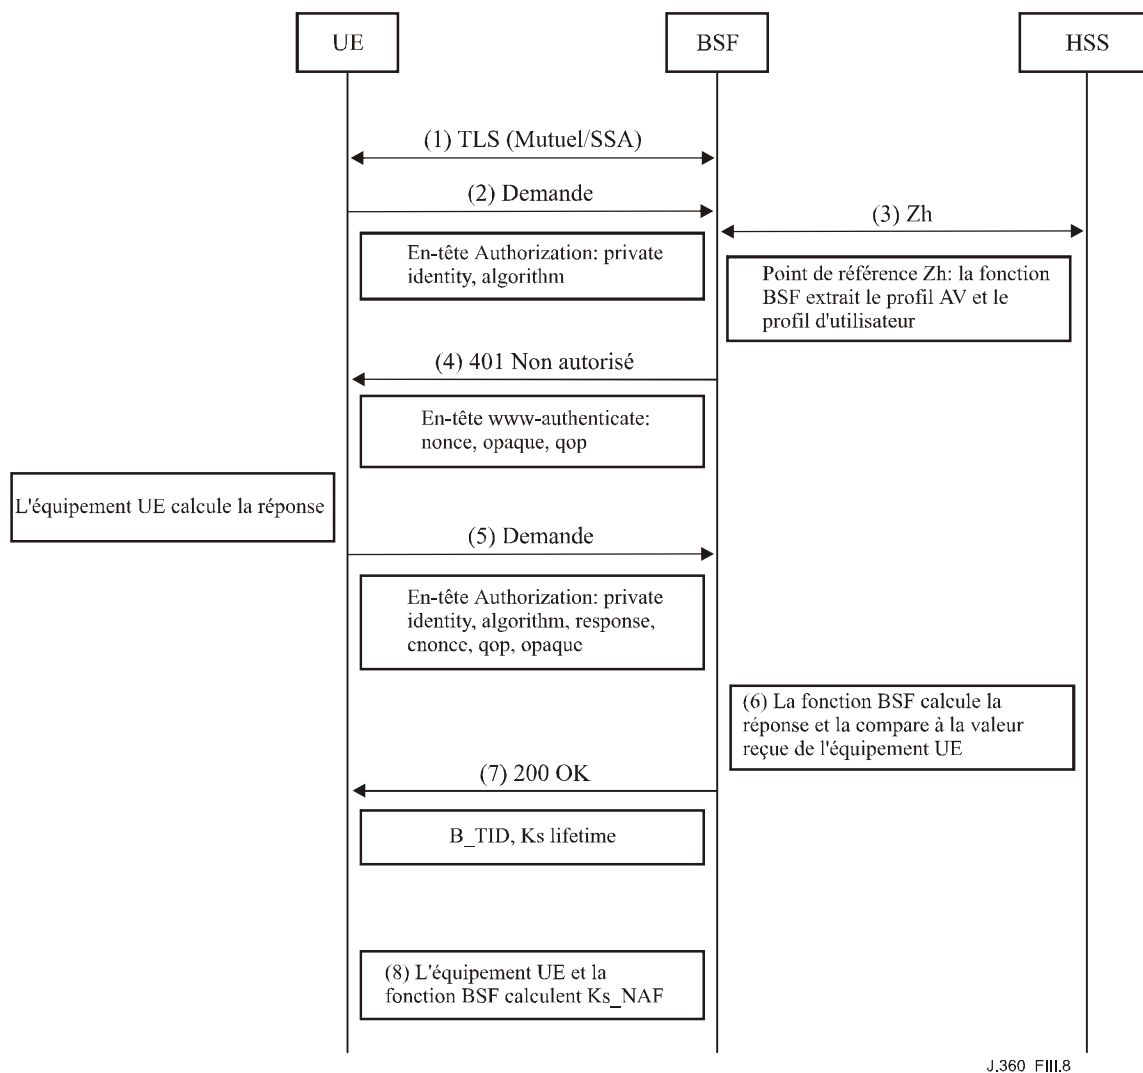 UE
BSF
HSS
(1) TLS (Mutuel/SSA)
(2) Demande
(3) Zh
En-tête Authorization: private
identity, algorithm
Point de référence Zh: la fonction
BSF extrait le profil AV et le
profil d'utilisateur
(4) 401 Non autorisé
En-tête www-authenticate:
nonce, opaque, qop
L'équipement UE calcule la réponse
(5) Demande
En-tête Authorization: private
identity, algorithm, response,
cnonce, qop, opaque
(6) La fonction BSF calcule la
réponse et la compare à la valeur
reçue de l'équipement UE
(7) 200 OK
B_TID, Ks lifetime
(8) L'équipement UE et la
fonction BSF calculent Ks_NAF
J.360_FIII.8